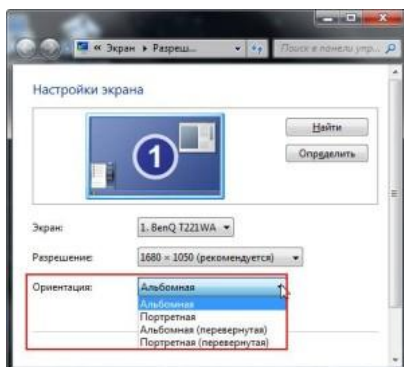 « Экран ▸ Разреш...
Поиск в панели упр...
Настройки экрана
1
Найти
Определить
Экран:
1. BenQ T221WA
Разрешение:
1680 × 1050 (рекомендуется)
Ориентация:
Альбомная
Альбомная
Портретная
Альбомная (перевернутая)
Портретная (перевернутая)